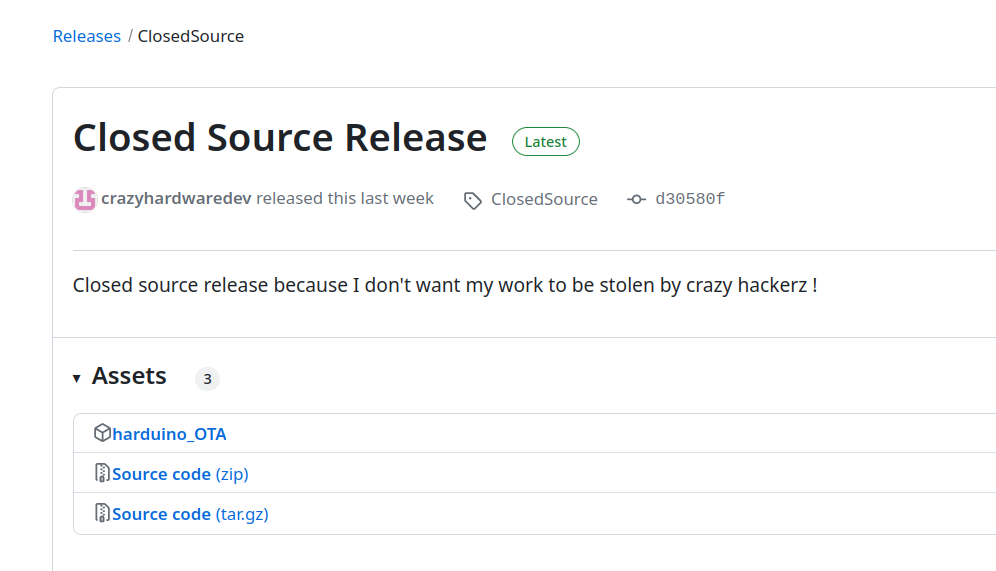 Releases / ClosedSource
Closed Source Release Latest
crazyhardwaredev released this last week ClosedSource d30580f
Closed source release because I don't want my work to be stolen by crazy hackerz !
Assets 3
harduino_OTA
Source code (zip)
Source code (tar.gz)